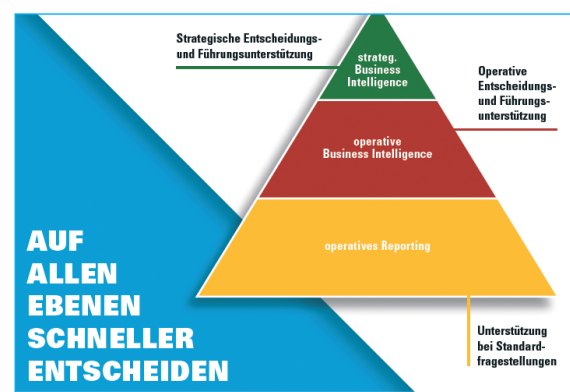 Strategische Entscheidungs-
und Führungsunterstützung
strateg.
Business
Intelligence
Operative
Entscheidungs-
und Führungs-
unterstützung
operative
Business Intelligence
operatives Reporting
AUF
ALLEN
EBENEN
SCHNELLER
ENTSCHEIDEN
Unterstützung
bei Standard-
fragestellungen